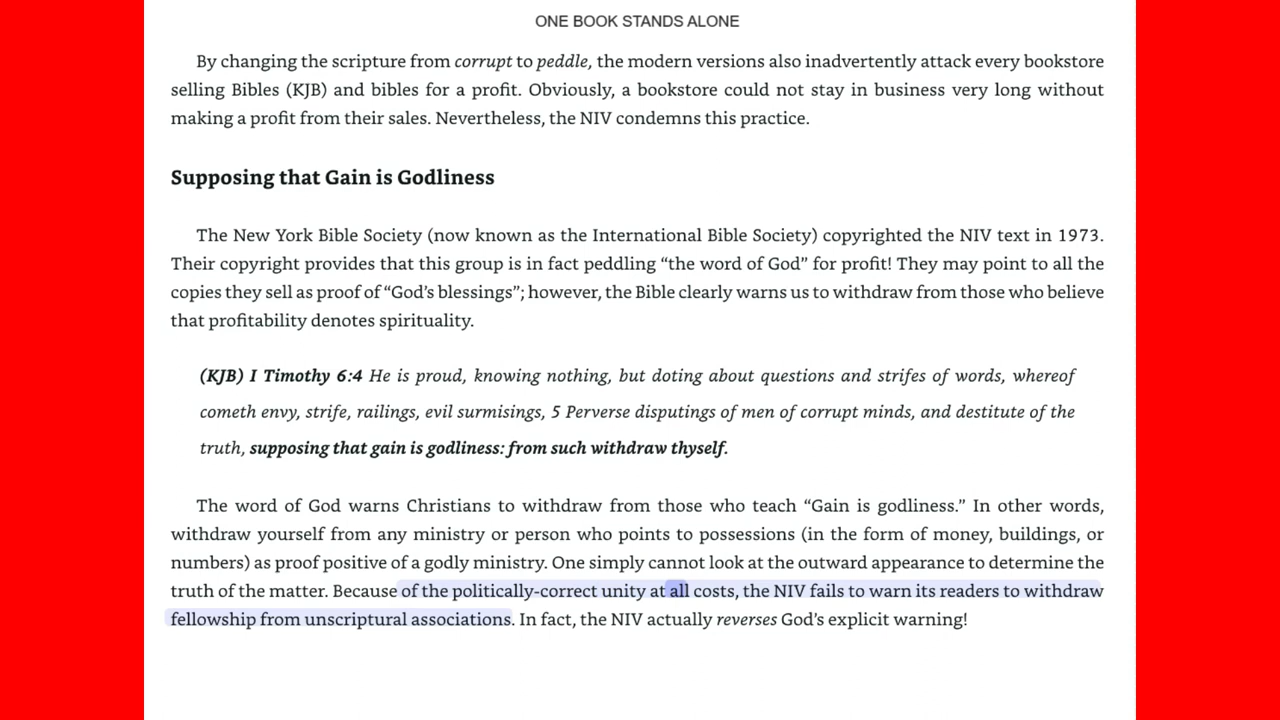 ONE BOOK STANDS ALONE
By changing the scripture from corrupt to peddle, the modern versions also inadvertently attack every bookstore
selling Bibles (KJB) and bibles for a profit. Obviously, a bookstore could not stay in business very long without
making a profit from their sales. Nevertheless, the NIV condemns this practice.
Supposing that Gain is Godliness
The New York Bible Society (now known as the International Bible Society) copyrighted the NIV text in 1973.
Their copyright provides that this group is in fact peddling “the word of God” for profit! They may point to all the
copies they sell as proof of “God’s blessings”; however, the Bible clearly warns us to withdraw from those who believe
that profitability denotes spirituality.
(KJB) I Timothy 6:4 He is proud, knowing nothing, but doting about questions and strifes of words, whereof
cometh envy, strife, railings, evil surmisings, 5 Perverse disputings of men of corrupt minds, and destitute of the
truth, supposing that gain is godliness: from such withdraw thyself.
The word of God warns Christians to withdraw from those who teach “Gain is godliness.” In other words,
withdraw yourself from any ministry or person who points to possessions (in the form of money, buildings, or
numbers) as proof positive of a godly ministry. One simply cannot look at the outward appearance to determine the
truth of the matter. Because of the politically-correct unity at all costs, the NIV fails to warn its readers to withdraw
fellowship from unscriptural associations. In fact, the NIV actually reverses God’s explicit warning!